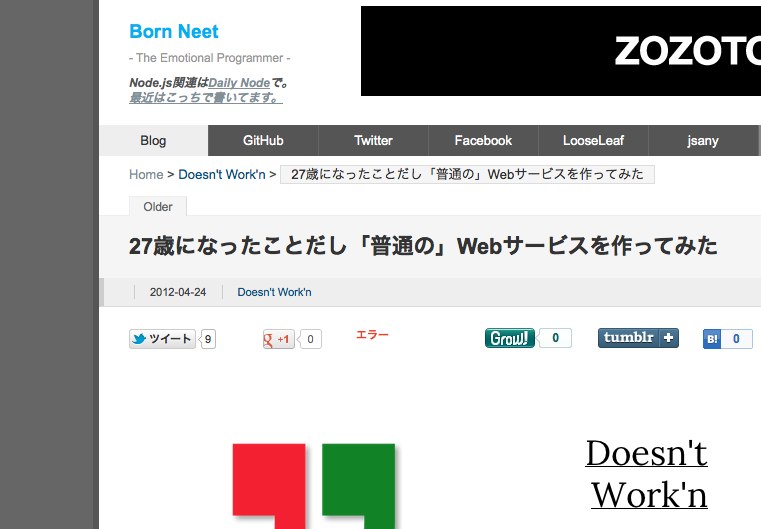 Born Neet
- The Emotional Programmer -
Node.js関連はDaily Nodeで。
最近はこっちで書いてます。
ZOZOTO
Blog GitHub Twitter Facebook LooseLeaf jsany
Home > Doesn't Work'n > 27歳になったことだし「普通の」Webサービスを作ってみた
Older
27歳になったことだし「普通の」Webサービスを作ってみた
2012-04-24 Doesn't Work'n
ツイート 9 g +1 0 エラー Grow! 0 tumblr + B! 0
Doesn't
Work'n